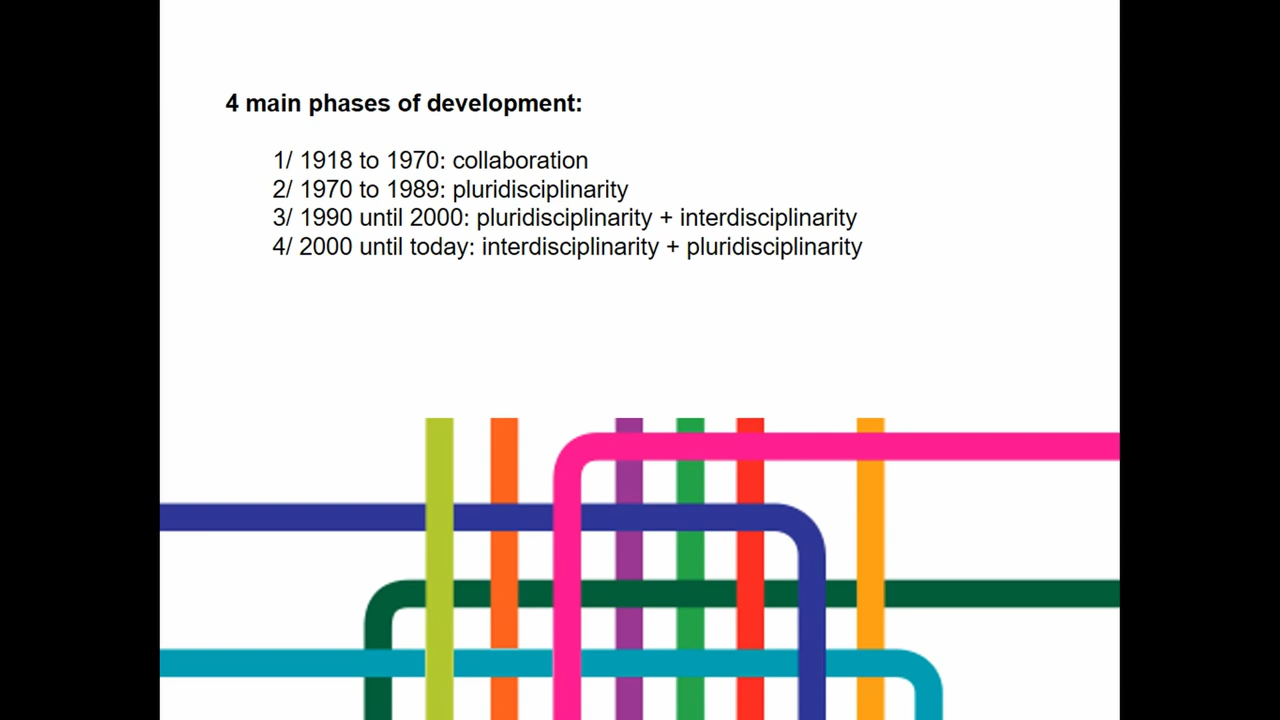 4 main phases of development:
1/ 1918 to 1970: collaboration
2/ 1970 to 1989: pluridisciplinarity
3/ 1990 until 2000: pluridisciplinarity + interdisciplinarity
4/ 2000 until today: interdisciplinarity + pluridisciplinarity